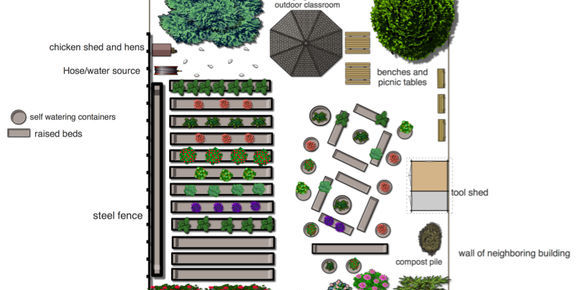 outdoor classroom
chicken shed and hens
Hose/water source
benches and
picnic tables
self watering containers
raised beds
tool shed
steel fence
wall of neighboring building
compost pile